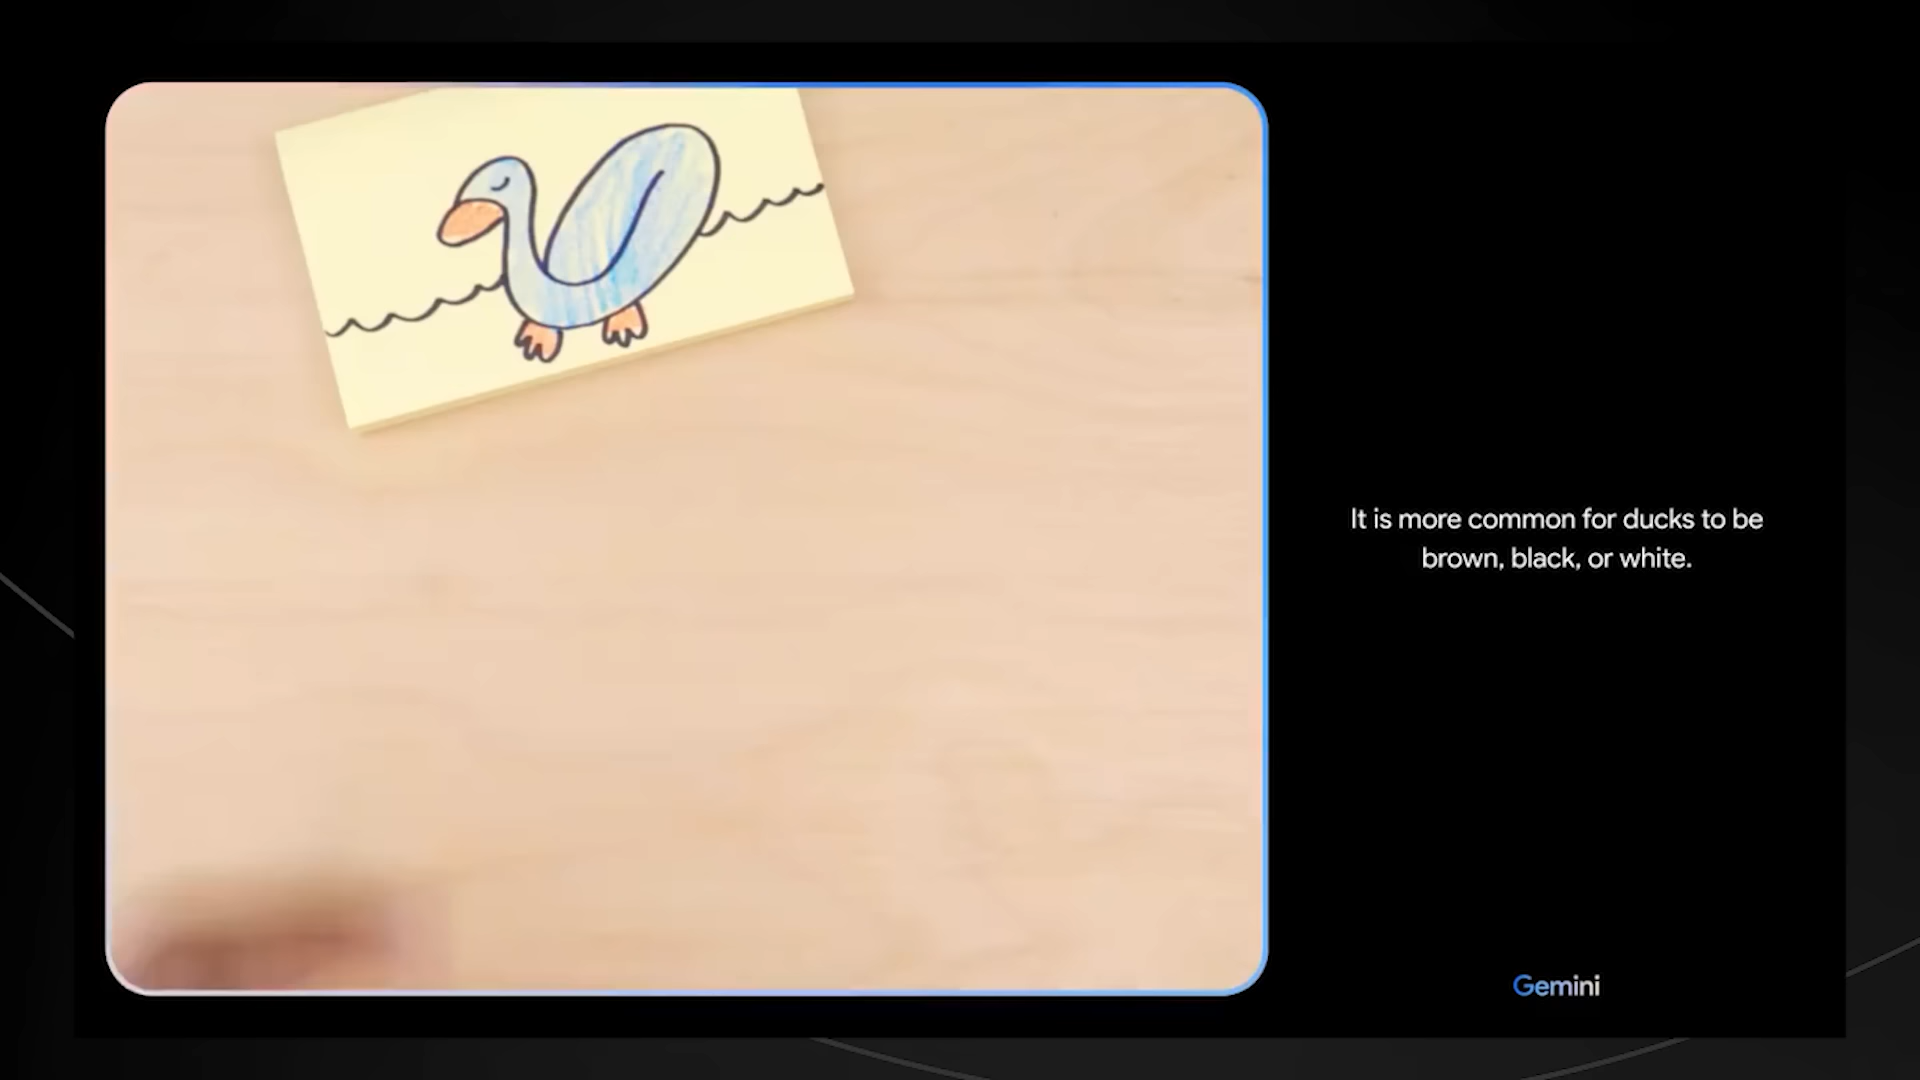 It is more common for ducks to be
brown, black, or white.
Gemini